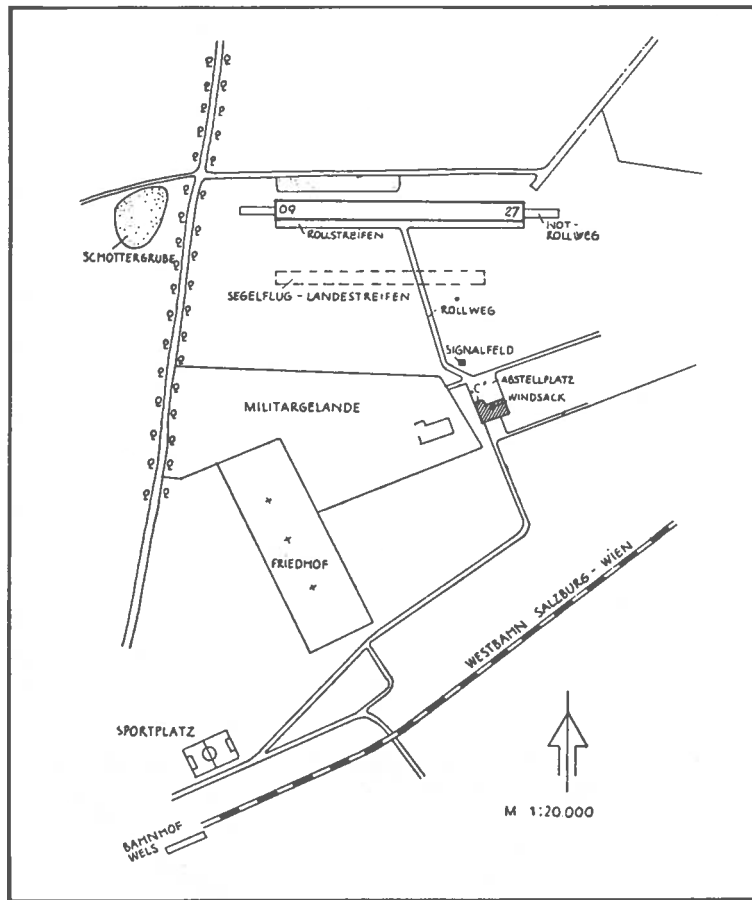 09
27
NOT-
ROLLWEG
ROLLSTREIFEN
SCHOTTERGRUBE
SEGELFLUG - LANDESTREIFEN
ROLLWEG
SIGNALFELD
"C"
ABSTELLPLATZ
WINDSACK
MILITARGELANDE
FRIEDHOF
WESTBAHN SALZBURG - WIEN
SPORTPLATZ
M 1:20.000
BAHNHOF
WELS